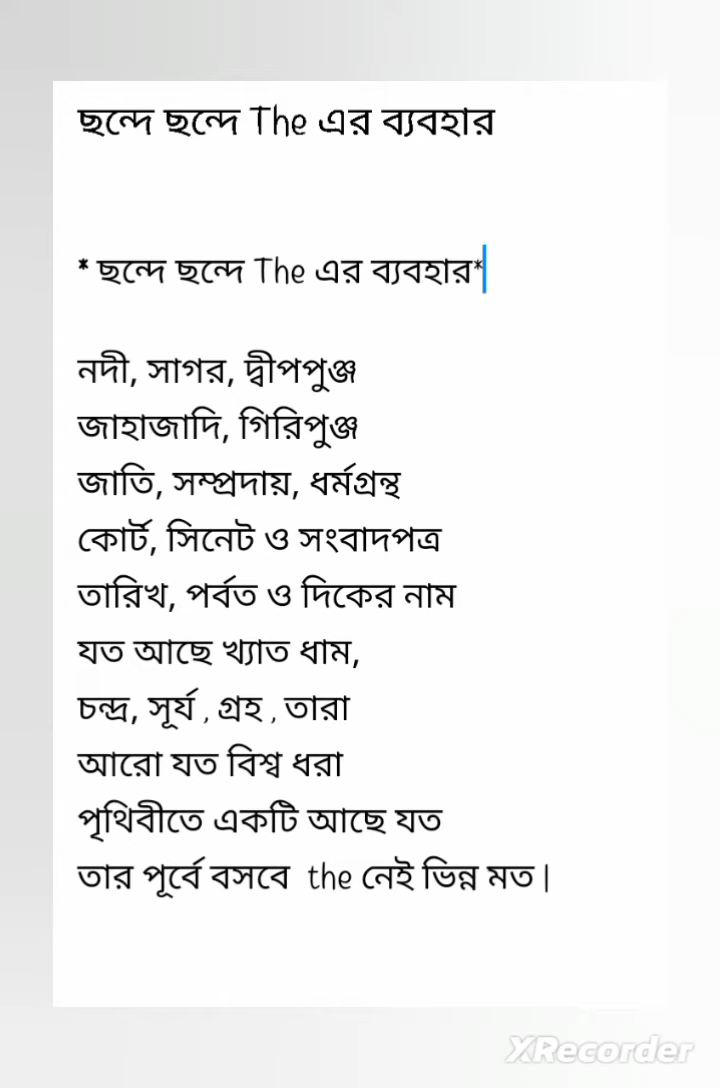 ছন্দে ছন্দে The এর ব্যবহার
* ছন্দে ছন্দে The এর ব্যবহার*
নদী, সাগর, দ্বীপপুঞ্জ
জাহাজাদি, গিরিপুঞ্জ
জাতি, সম্প্রদায়, ধর্মগ্রন্থ
কোর্ট, সিনেট ও সংবাদপত্র
তারিখ, পর্বত ও দিকের নাম
যত আছে খ্যাত ধাম,
চন্দ্র, সূর্য , গ্রহ , তারা
আরো যত বিশ্ব ধরা
পৃথিবীতে একটি আছে যত
তার পূর্বে বসবে the নেই ভিন্ন মত |
XRecorder